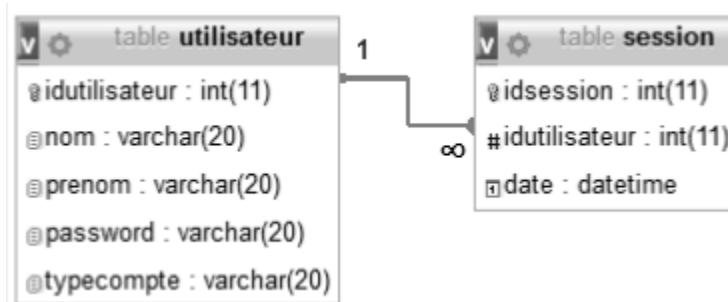 v table utilisateur
idutilisateur : int(11)
nom : varchar(20)
prenom : varchar(20)
password : varchar(20)
typecompte : varchar(20)
1
∞
v table session
idsession : int(11)
# idutilisateur : int(11)
date : datetime